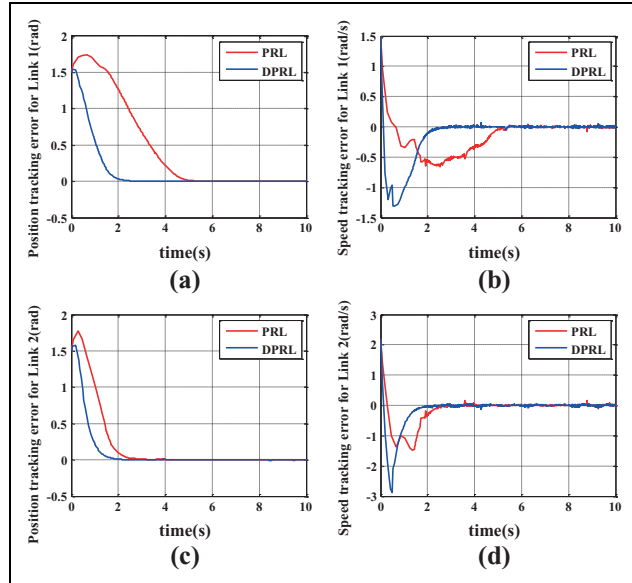 Position tracking error for Link 1(rad)
2
1.5
1
0.5
0
-0.5
0 2 4 6 8 10
PRL
DPRL
time(s)
(a)
Speed tracking error for Link 1(rad/s)
1.5
1
0.5
0
-0.5
-1
-1.5
0 2 4 6 8 10
PRL
DPRL
time(s)
(b)
Position tracking error for Link 2(rad)
2
1.5
1
0.5
0
-0.5
0 2 4 6 8 10
PRL
DPRL
time(s)
(c)
Speed tracking error for Link 2(rad/s)
3
2
1
0
-1
-2
-3
0 2 4 6 8 10
PRL
DPRL
time(s)
(d)